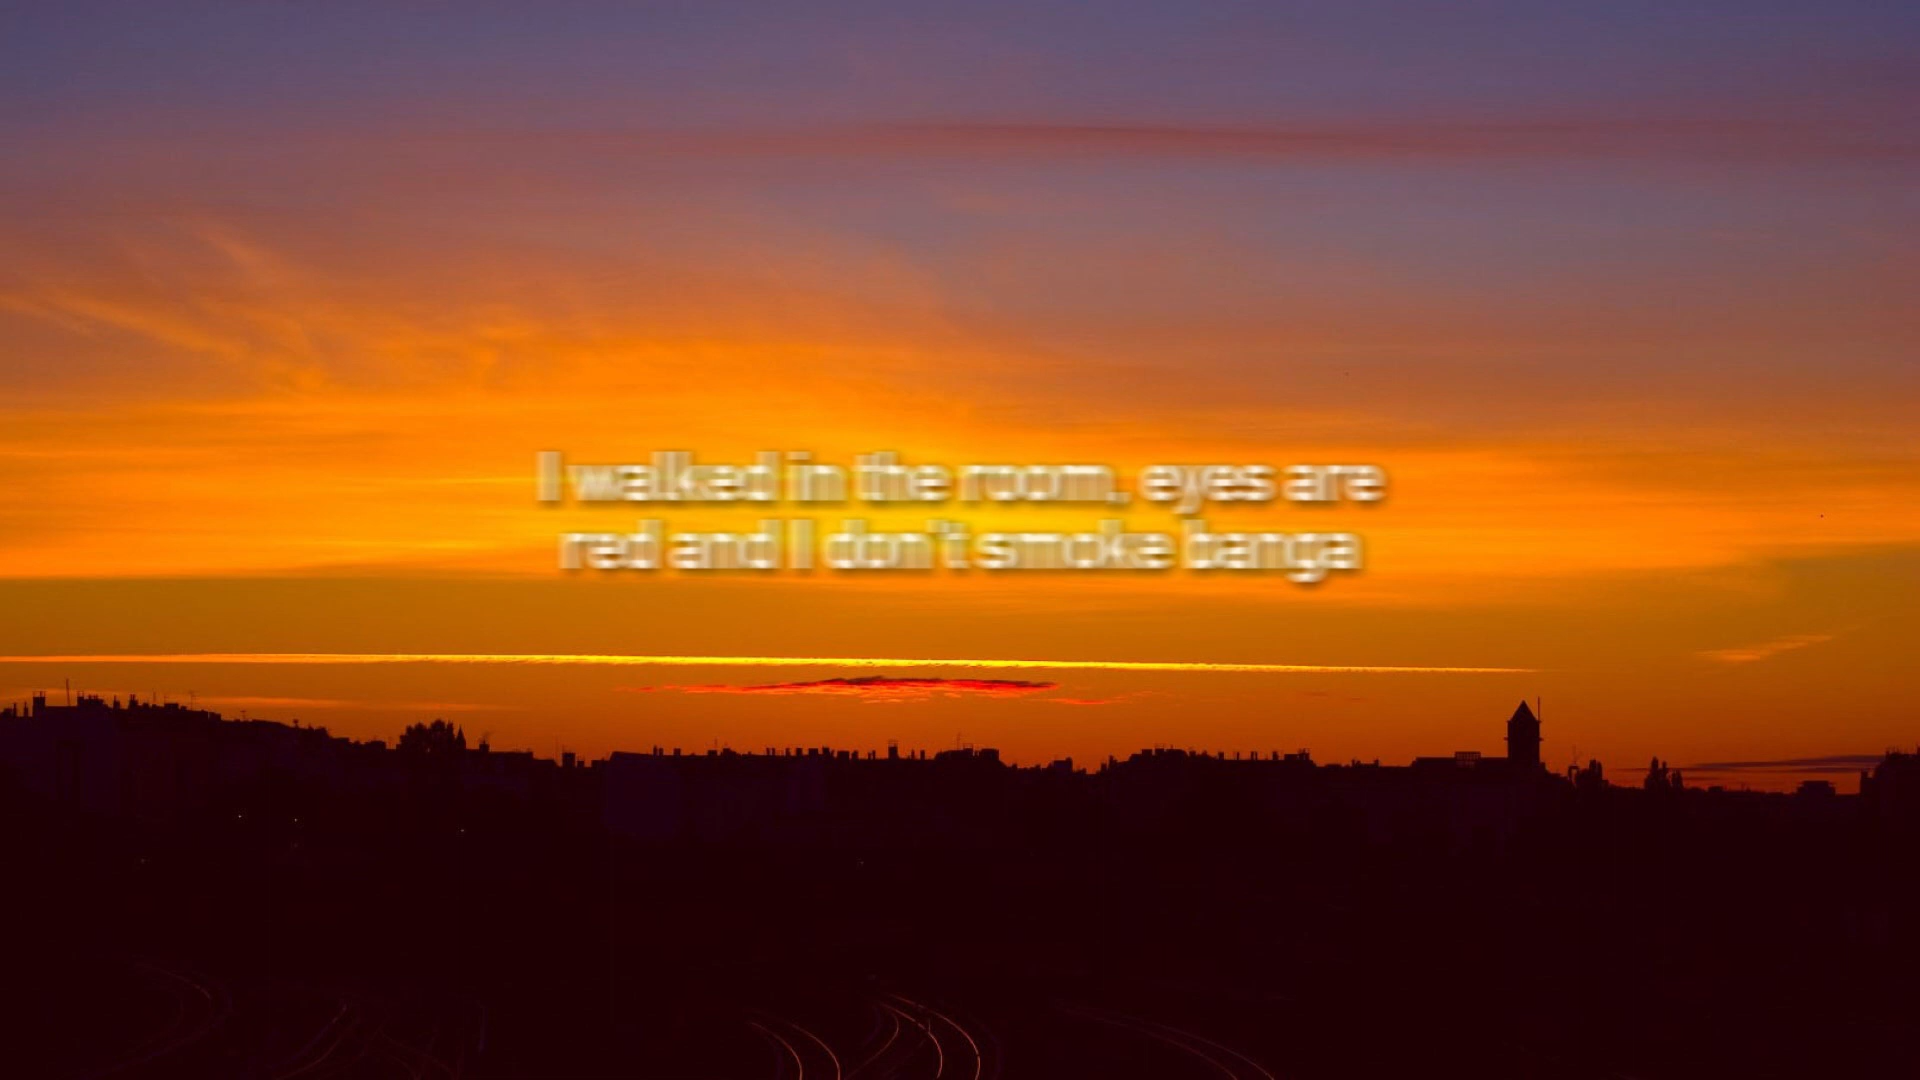 I walked in the room, eyes are
red and I don't smoke banga